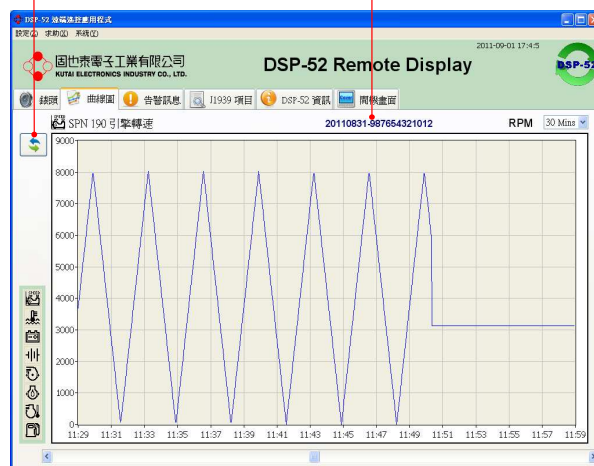 DSP-52 遠端遙控應用程式
設定(S) 求助(H) 系統(Y)
2011-09-01 17:4:5
固也泰電子工業有限公司
KUTAI ELECTRONICS INDUSTRY CO., LTD.
DSP-52 Remote Display
DSP-52
錶頭 曲線圖 告警訊息 J1939 項目 DSP-52 資訊 開機畫面
SPN 190 引擎轉速 20110831-987654321012 RPM 30 Mins
9000
8000
7000
6000
5000
4000
3000
2000
1000
0
11:29 11:31 11:33 11:35 11:37 11:39 11:41 11:43 11:45 11:47 11:49 11:51 11:53 11:55 11:57 11:59